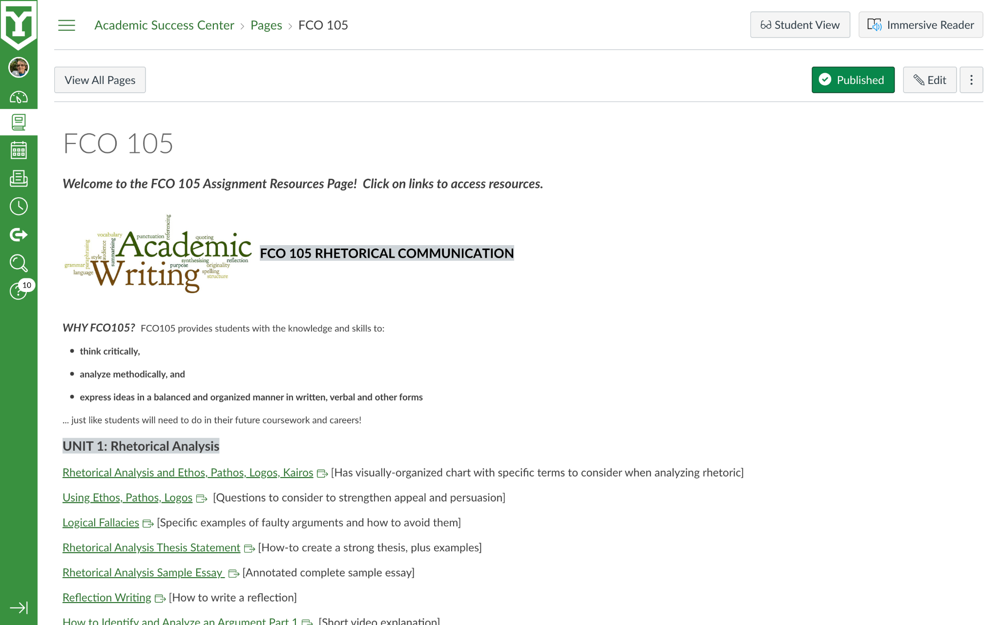 Academic Success Center > Pages > FCO 105
Student View
Immersive Reader
View All Pages
Published
Edit
10
FCO 105
Welcome to the FCO 105 Assignment Resources Page!  Click on links to access resources.
referencing
vocabulary
punctuation
quoting
Academic
paraphrasing
audience
summarising
style
synthesising
reflection
grammar
purpose
originality
language
Writing
spelling
structure
FCO 105 RHETORICAL COMMUNICATION
WHY FCO105?  FCO105 provides students with the knowledge and skills to:
• think critically,
• analyze methodically, and
• express ideas in a balanced and organized manner in written, verbal and other forms
... just like students will need to do in their future coursework and careers!
UNIT 1: Rhetorical Analysis
Rhetorical Analysis and Ethos, Pathos, Logos, Kairos [Has visually-organized chart with specific terms to consider when analyzing rhetoric]
Using Ethos, Pathos, Logos [Questions to consider to strengthen appeal and persuasion]
Logical Fallacies [Specific examples of faulty arguments and how to avoid them]
Rhetorical Analysis Thesis Statement [How-to create a strong thesis, plus examples]
Rhetorical Analysis Sample Essay [Annotated complete sample essay]
Reflection Writing [How to write a reflection]
How to Identify and Analyze an Argument Part 1 [Short video explanation]